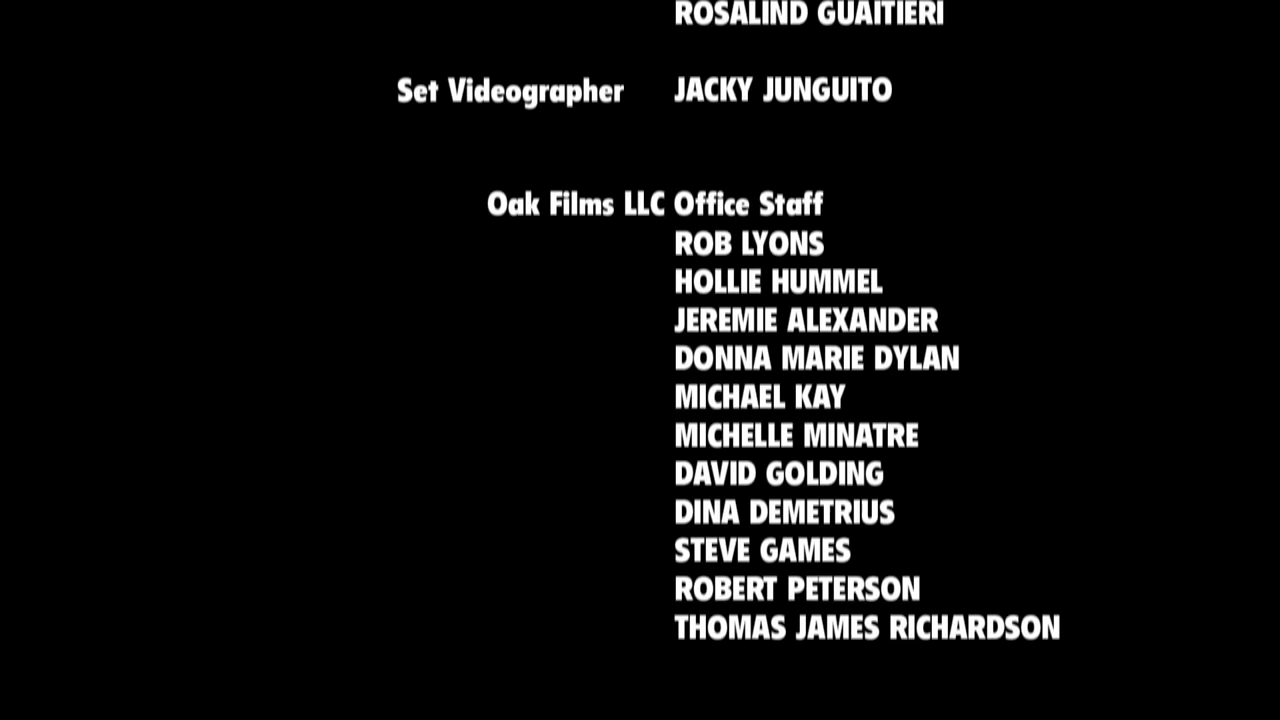 ROSALIND GUAITIERI
Set Videographer JACKY JUNGUITO
Oak Films LLC Office Staff
ROB LYONS
HOLLIE HUMMEL
JEREMIE ALEXANDER
DONNA MARIE DYLAN
MICHAEL KAY
MICHELLE MINATRE
DAVID GOLDING
DINA DEMETRIUS
STEVE GAMES
ROBERT PETERSON
THOMAS JAMES RICHARDSON